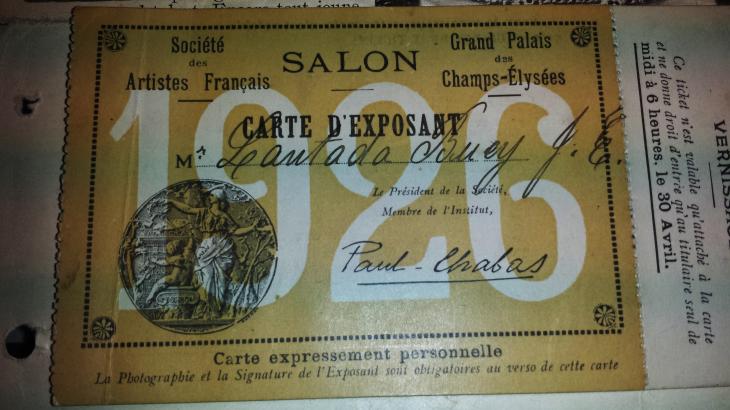 Société
des
Artistes Français
SALON
Grand Palais
des
Champs-Élysées
1926
CARTE D'EXPOSANT
Mr Lantada Buey J. E.
Le Président de la Société,
Membre de l'Institut,
Paul-Chabas
Carte expressement personnelle
La Photographie et la Signature de l'Exposant sont obligatoires au verso de cette carte
VERNISSAGE
Ce ticket n'est valable qu'attaché à la carte
et ne donne droit d'entrée qu'au titulaire seul de
midi à 6 heures, le 30 Avril.